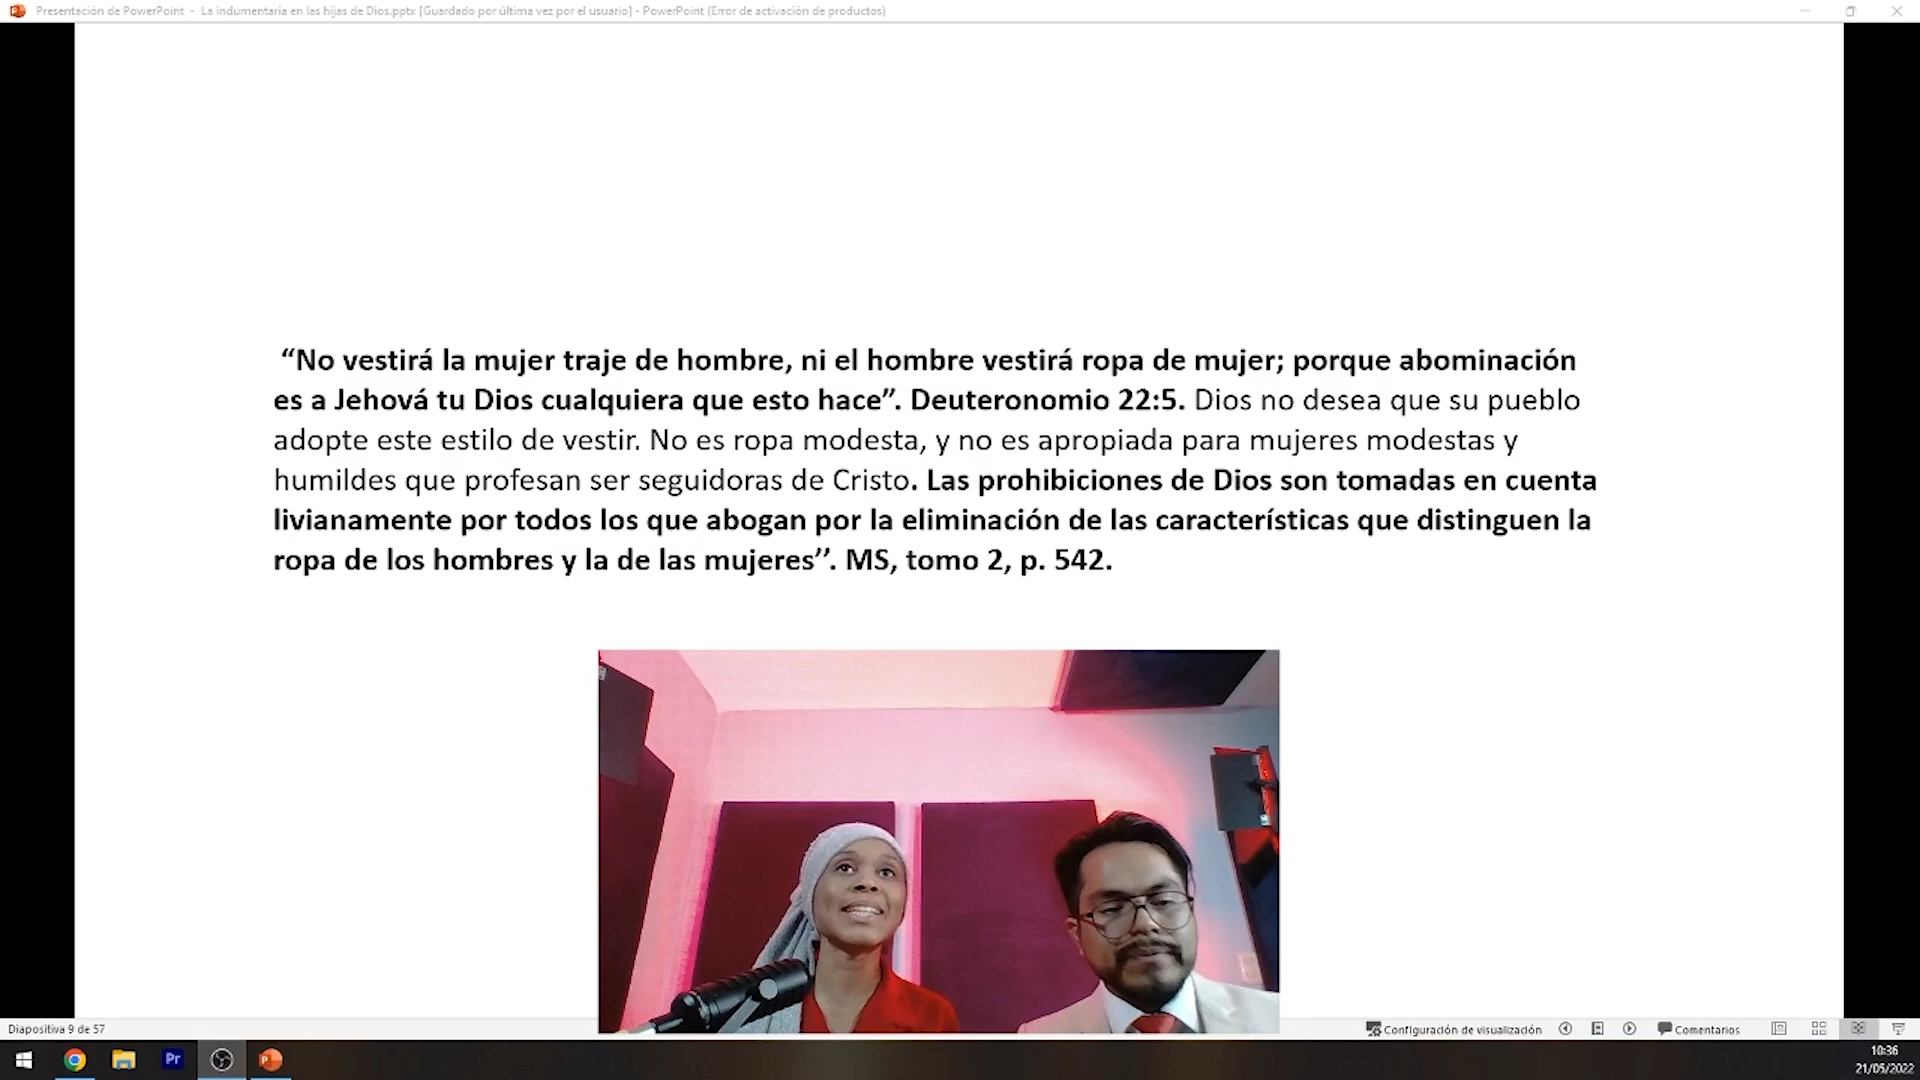 Presentación de PowerPoint - La indumentaria en las hijas de Dios.pptx [Guardado por última vez por el usuario] - PowerPoint (Error de activación de productos)
“No vestirá la mujer traje de hombre, ni el hombre vestirá ropa de mujer; porque abominación
es a Jehová tu Dios cualquiera que esto hace”. Deuteronomio 22:5. Dios no desea que su pueblo
adopte este estilo de vestir. No es ropa modesta, y no es apropiada para mujeres modestas y
humildes que profesan ser seguidoras de Cristo. Las prohibiciones de Dios son tomadas en cuenta
livianamente por todos los que abogan por la eliminación de las características que distinguen la
ropa de los hombres y la de las mujeres’’. MS, tomo 2, p. 542.
Diapositiva 9 de 57
Configuración de visualización
Comentarios
Pr
10:36
21/05/2022